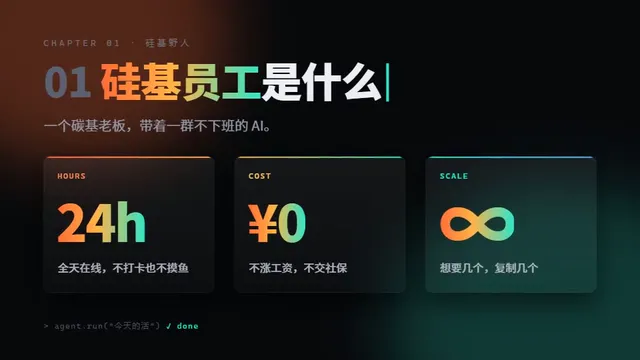 CHAPTER 01 · 硅基野人
01 硅基员工是什么
一个碳基老板，带着一群不下班的 AI。
HOURS
24h
全天在线，不打卡也不摸鱼
COST
¥0
不涨工资，不交社保
SCALE
∞
想要几个，复制几个
> agent.run("今天的活") ✓ done